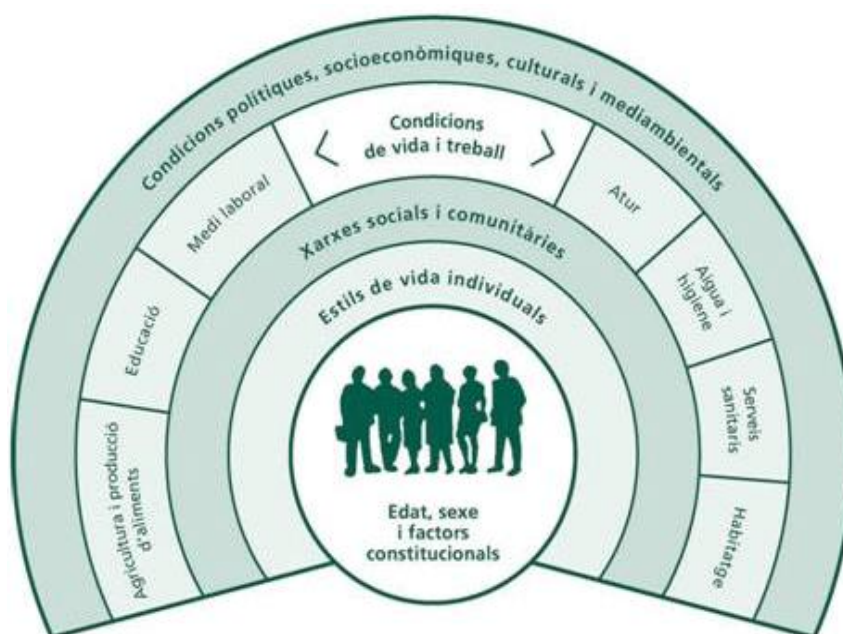 Condicions polítiques, socioeconòmiques, culturals i mediambientals
Condicions
de vida i treball
Medi laboral
Educació
Agricultura i producció
d'aliments
Atur
Aigua i
higiene
Serveis
sanitaris
Habitatge
Xarxes socials i comunitàries
Estils de vida individuals
Edat, sexe
i factors
constitucionals